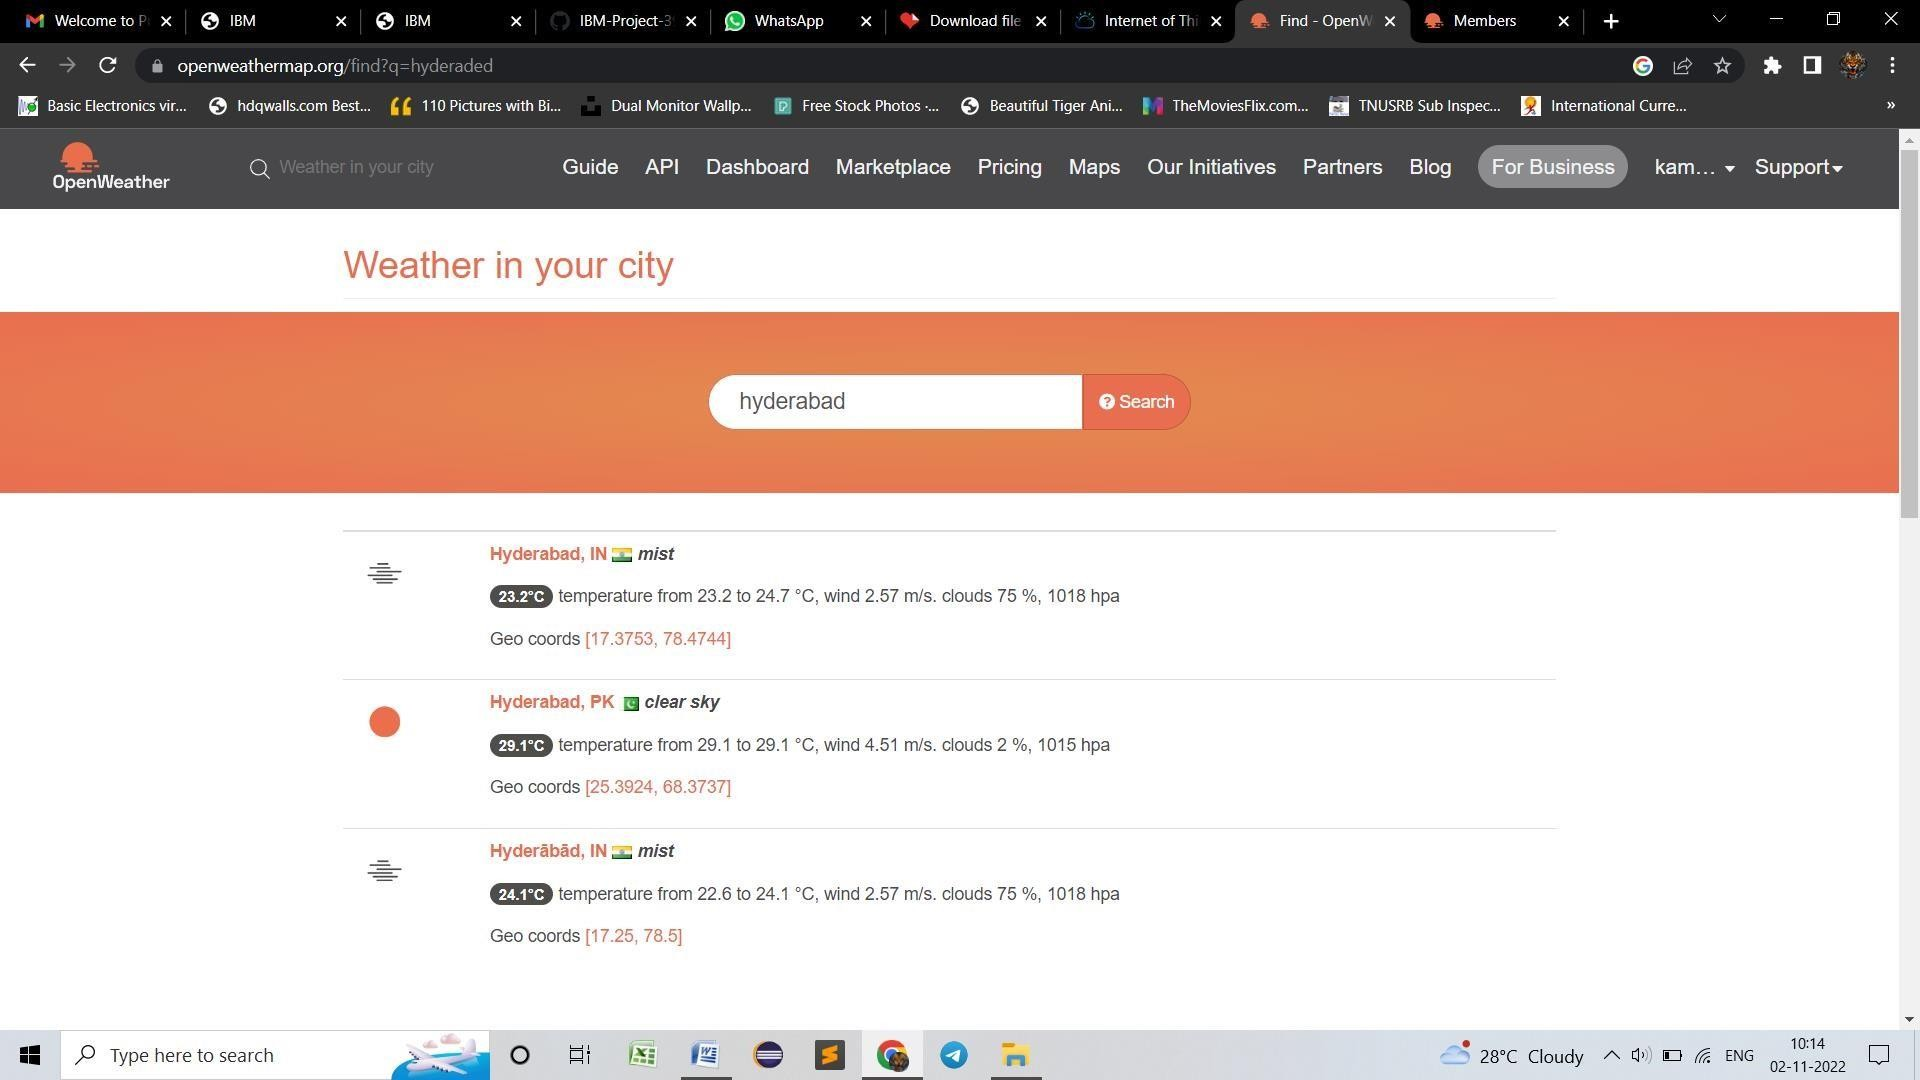 Welcome to P
IBM
IBM
IBM-Project-3
WhatsApp
Download file
Internet of Thi
Find - OpenW
Members
openweathermap.org/find?q=hyderaded
Basic Electronics vir...
hdqwalls.com Best...
110 Pictures with Bi...
Dual Monitor Wallp...
Free Stock Photos ·...
Beautiful Tiger Ani...
TheMoviesFlix.com...
TNUSRB Sub Inspec...
International Curre...
»
OpenWeather
Weather in your city
Guide
API
Dashboard
Marketplace
Pricing
Maps
Our Initiatives
Partners
Blog
For Business
kam...
Support
Weather in your city
hyderabad
Search
Hyderabad, IN mist
23.2°C temperature from 23.2 to 24.7 °C, wind 2.57 m/s. clouds 75 %, 1018 hpa
Geo coords [17.3753, 78.4744]
Hyderabad, PK clear sky
29.1°C temperature from 29.1 to 29.1 °C, wind 4.51 m/s. clouds 2 %, 1015 hpa
Geo coords [25.3924, 68.3737]
Hyderābād, IN mist
24.1°C temperature from 22.6 to 24.1 °C, wind 2.57 m/s. clouds 75 %, 1018 hpa
Geo coords [17.25, 78.5]
Type here to search
28°C Cloudy
ENG
10:14
02-11-2022